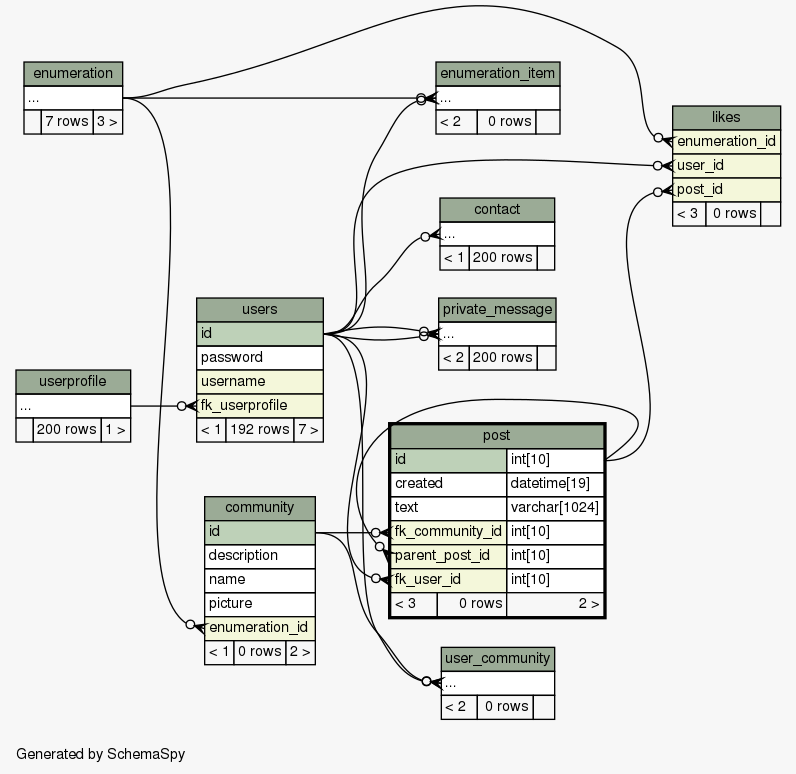 enumeration
...
7 rows 3 >
enumeration_item
...
< 2 0 rows
likes
enumeration_id
user_id
post_id
< 3 0 rows
contact
...
< 1 200 rows
users
id
password
username
fk_userprofile
< 1 192 rows 7 >
private_message
...
< 2 200 rows
userprofile
...
200 rows 1 >
post
id int[10]
created datetime[19]
text varchar[1024]
fk_community_id int[10]
parent_post_id int[10]
fk_user_id int[10]
< 3 0 rows 2 >
community
id
description
name
picture
enumeration_id
< 1 0 rows 2 >
user_community
...
< 2 0 rows
Generated by SchemaSpy